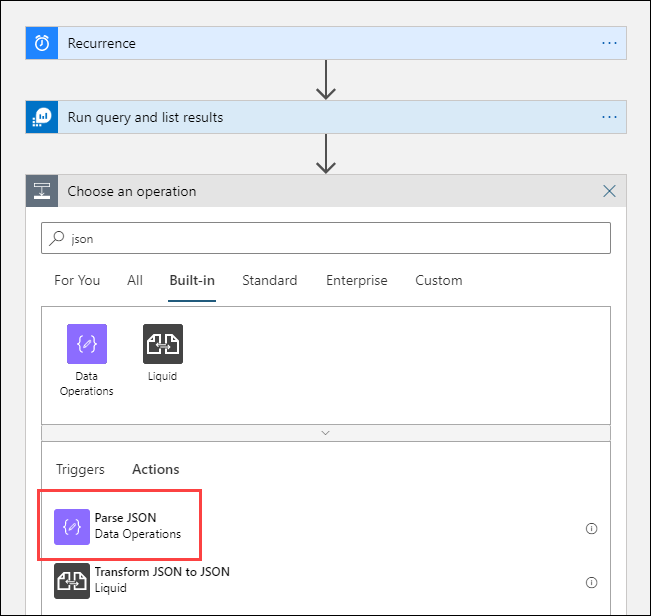 Recurrence
Run query and list results
Choose an operation
json
For You All Built-in Standard Enterprise Custom
Data
Operations
Liquid
Triggers Actions
Parse JSON
Data Operations
Transform JSON to JSON
Liquid